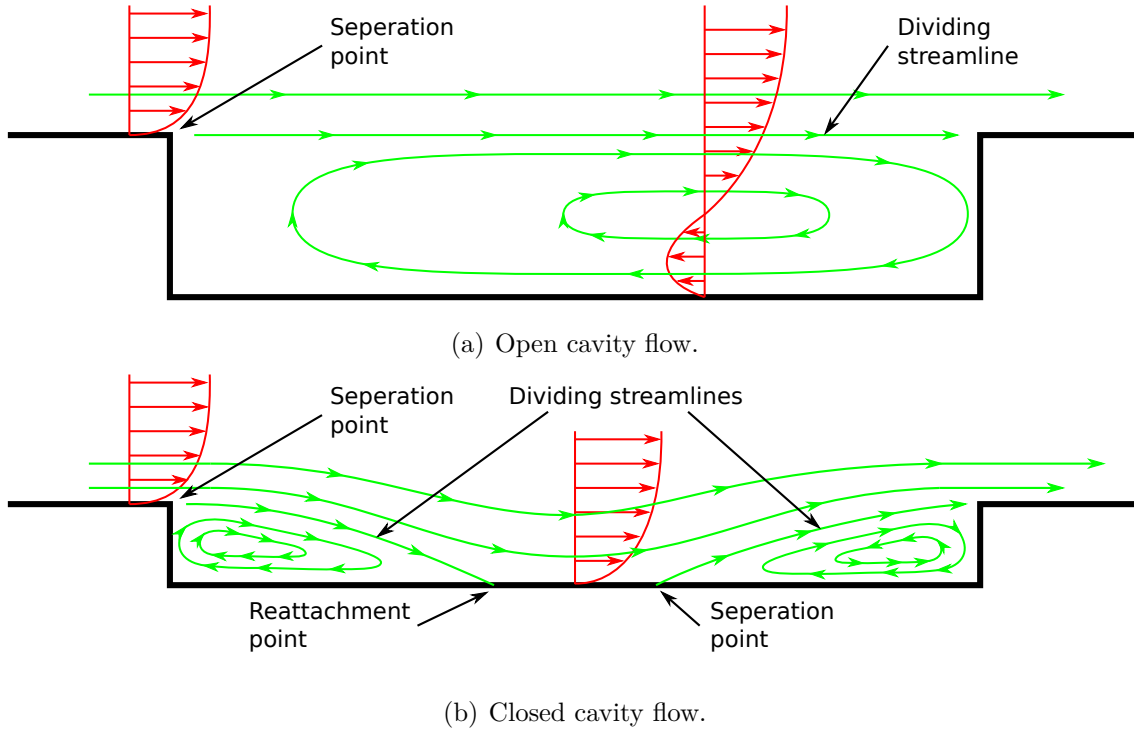 Seperation
point
Dividing
streamline
(a) Open cavity flow.
Seperation
point
Dividing streamlines
Reattachment
point
Seperation
point
(b) Closed cavity flow.